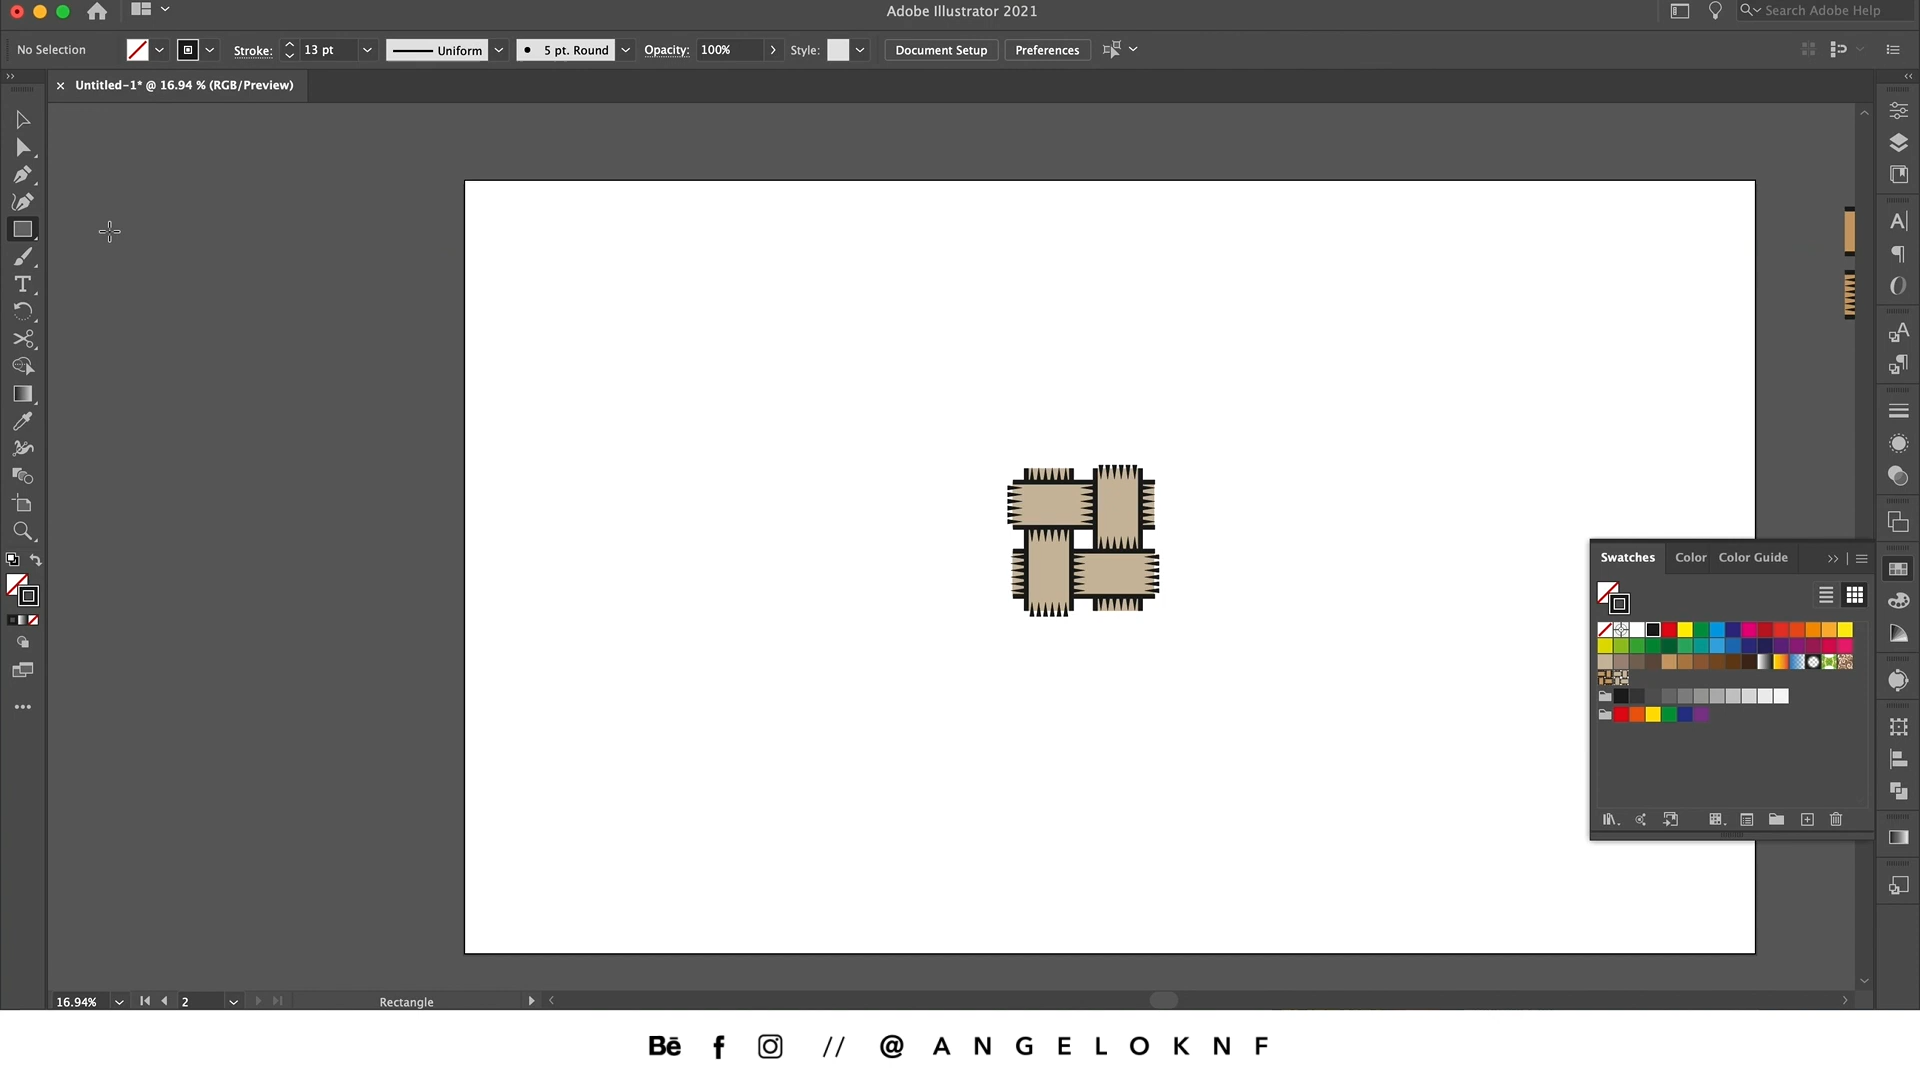 Adobe Illustrator 2021
Search Adobe Help
No Selection
Stroke:
13 pt
Uniform
5 pt. Round
Opacity:
100%
Style:
Document Setup
Preferences
Untitled-1* @ 16.94 % (RGB/Preview)
Swatches
Color
Color Guide
16.94%
2
Rectangle
Bē f // @ANGELOKNF